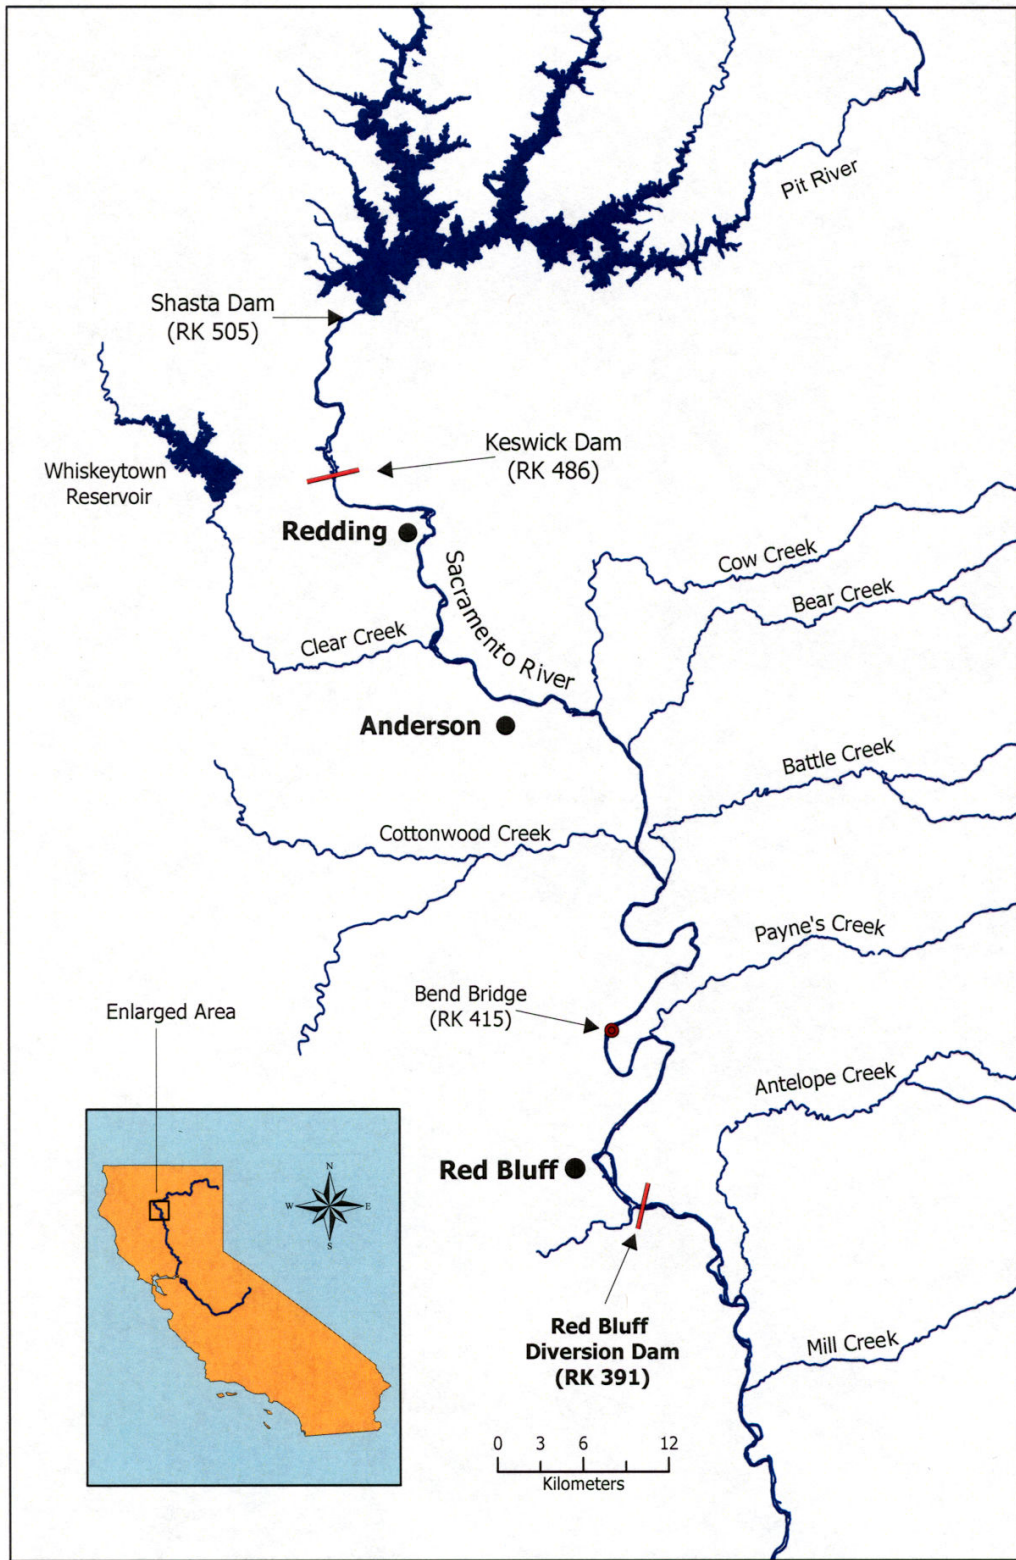 Pit River
Shasta Dam
(RK 505)
Keswick Dam
(RK 486)
Whiskeytown
Reservoir
Redding
Sacramento River
Cow Creek
Bear Creek
Clear Creek
Anderson
Battle Creek
Cottonwood Creek
Payne's Creek
Bend Bridge
(RK 415)
Enlarged Area
Antelope Creek
Red Bluff
N
W
E
S
Red Bluff
Diversion Dam
(RK 391)
Mill Creek
0 3 6 12
Kilometers